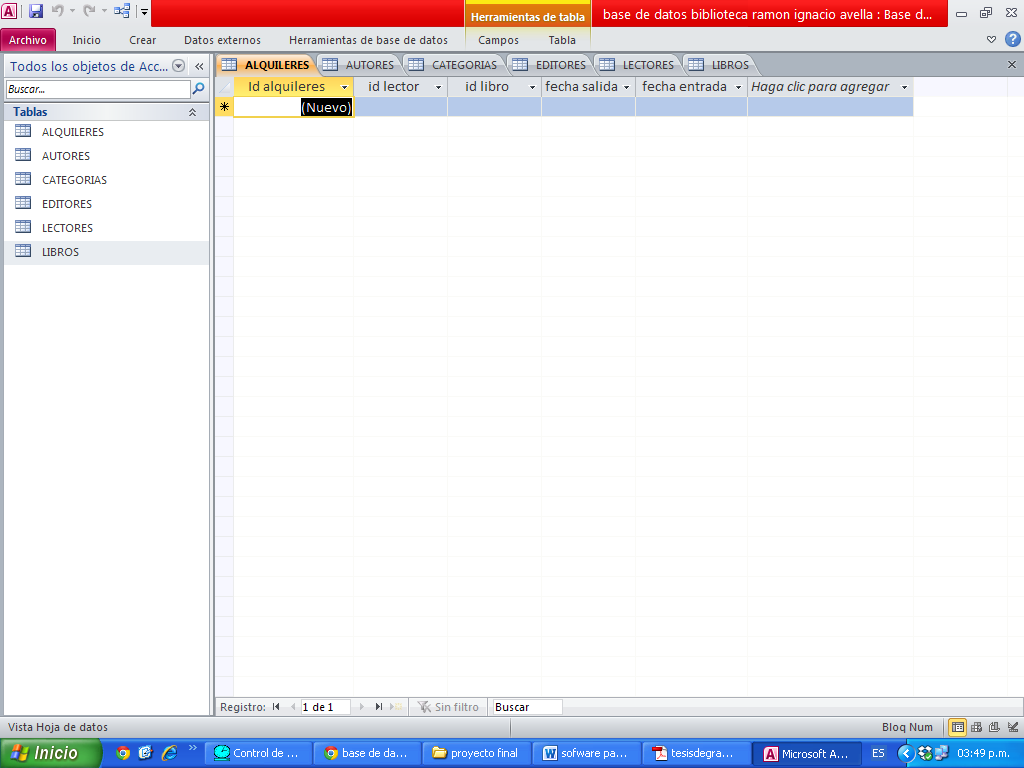 Herramientas de tabla
base de datos biblioteca ramon ignacio avella : Base d...
Archivo Inicio Crear Datos externos Herramientas de base de datos Campos Tabla
Todos los objetos de Acc...
Buscar...
Tablas
ALQUILERES
AUTORES
CATEGORIAS
EDITORES
LECTORES
LIBROS
ALQUILERES AUTORES CATEGORIAS EDITORES LECTORES LIBROS
Id alquileres id lector id libro fecha salida fecha entrada Haga clic para agregar
(Nuevo)
Registro: 1 de 1 Sin filtro Buscar
Vista Hoja de datos Bloq Num
Inicio Control de ... base de da... proyecto final sofware pa... tesisdegra... Microsoft A... ES 03:49 p.m.